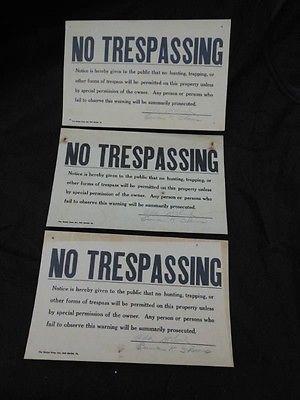 NO TRESPASSING
Notice is hereby given to the public that no hunting, trapping, or
other forms of trespass will be permitted on this property unless
by special permission of the owner. Any person or persons who
fail to observe this warning will be summarily prosecuted.
NO TRESPASSING
Notice is hereby given to the public that no hunting, trapping, or
other forms of trespass will be permitted on this property unless
by special permission of the owner. Any person or persons who
fail to observe this warning will be summarily prosecuted.
NO TRESPASSING
Notice is hereby given to the public that no hunting, trapping, or
other forms of trespass will be permitted on this property unless
by special permission of the owner. Any person or persons who
fail to observe this warning will be summarily prosecuted.